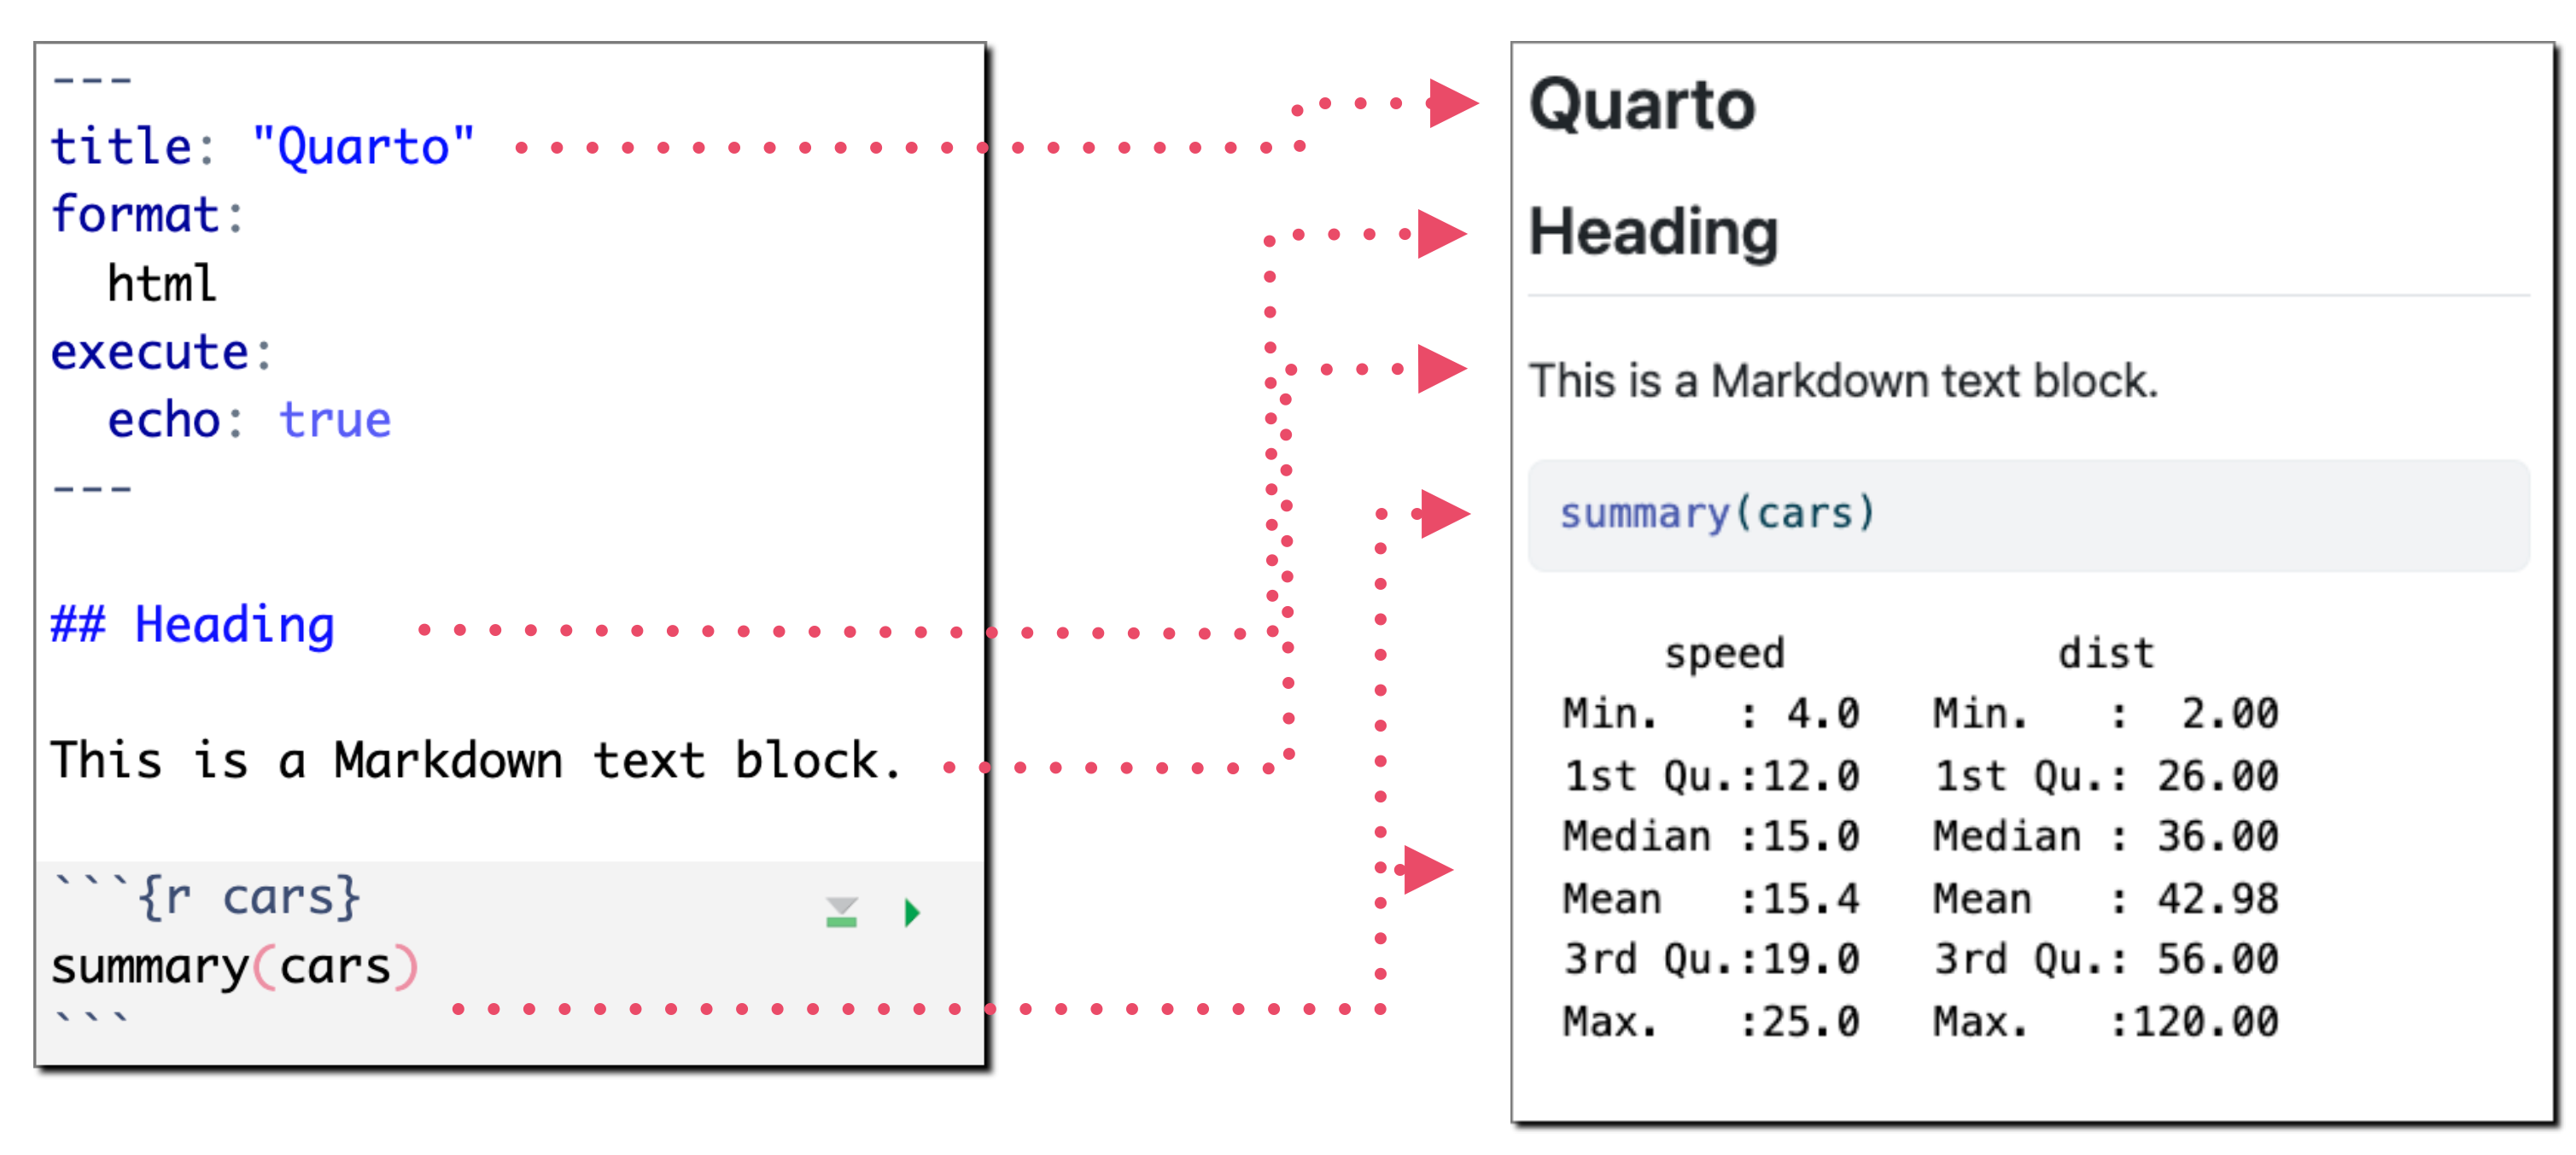 ---
title: "Quarto"
format:
  html
execute:
  echo: true
---
## Heading
This is a Markdown text block.
```{r cars}
summary(cars)
```
Quarto
Heading
This is a Markdown text block.
summary(cars)
     speed           dist
Min.   : 4.0   Min.   :  2.00
1st Qu.:12.0   1st Qu.: 26.00
Median :15.0   Median : 36.00
Mean   :15.4   Mean   : 42.98
3rd Qu.:19.0   3rd Qu.: 56.00
Max.   :25.0   Max.   :120.00